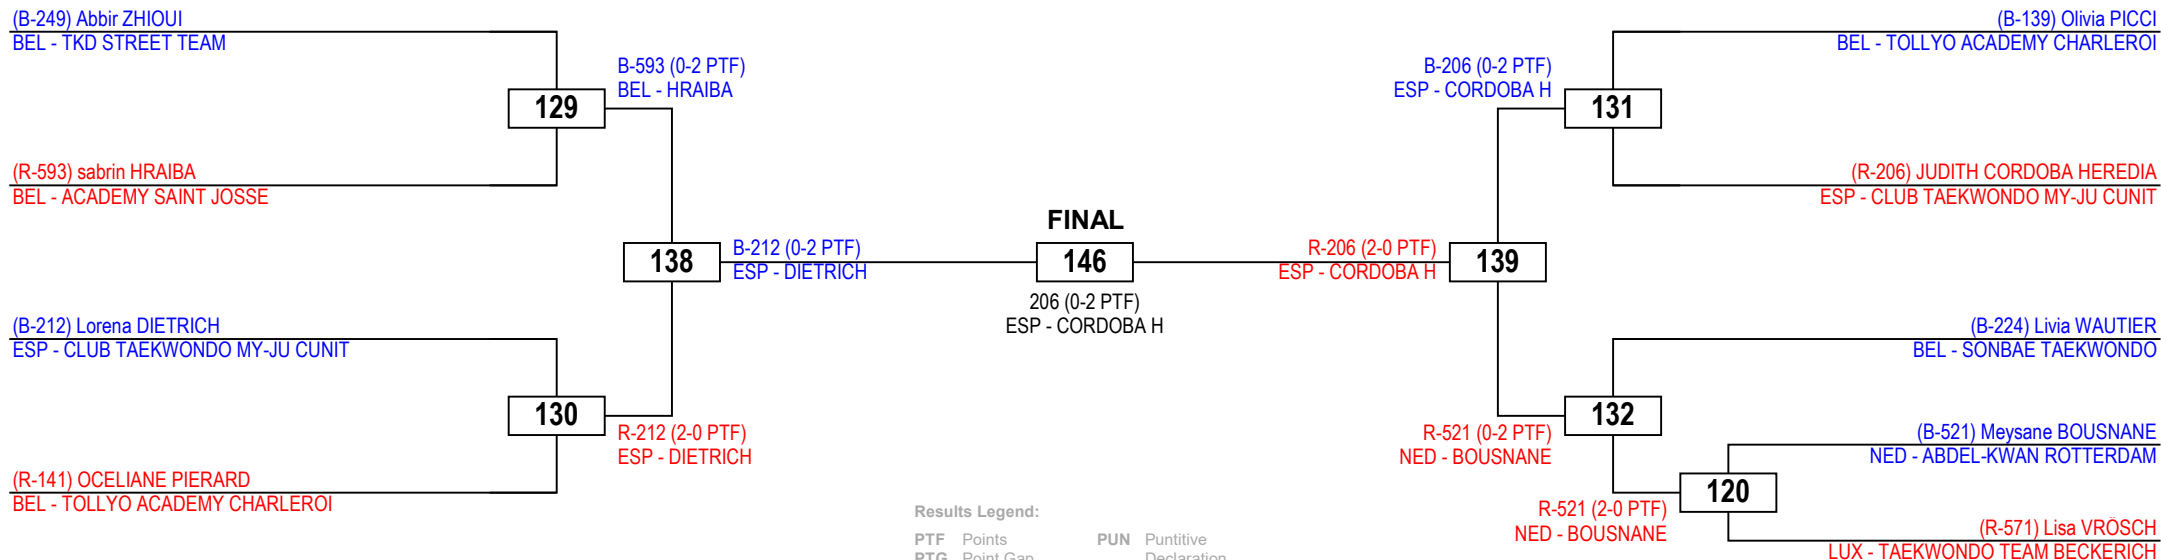 (B-249) Abbir ZHIOUI
BEL - TKD STREET TEAM
B-593 (0-2 PTF)
BEL - HRAIBA
129
(R-593) sabrin HRAIBA
BEL - ACADEMY SAINT JOSSE
138
B-212 (0-2 PTF)
ESP - DIETRICH
(B-212) Lorena DIETRICH
ESP - CLUB TAEKWONDO MY-JU CUNIT
130
R-212 (2-0 PTF)
ESP - DIETRICH
(R-141) OCELIANE PIERARD
BEL - TOLLYO ACADEMY CHARLEROI
FINAL
146
206 (0-2 PTF)
ESP - CORDOBA H
(B-139) Olivia PICCI
BEL - TOLLYO ACADEMY CHARLEROI
B-206 (0-2 PTF)
ESP - CORDOBA H
131
(R-206) JUDITH CORDOBA HEREDIA
ESP - CLUB TAEKWONDO MY-JU CUNIT
R-206 (2-0 PTF)
ESP - CORDOBA H
139
(B-224) Livia WAUTIER
BEL - SONBAE TAEKWONDO
132
R-521 (0-2 PTF)
NED - BOUSNANE
(B-521) Meysane BOUSNANE
NED - ABDEL-KWAN ROTTERDAM
120
R-521 (2-0 PTF)
NED - BOUSNANE
(R-571) Lisa VRÖSCH
LUX - TAEKWONDO TEAM BECKERICH
Results Legend:
PTF Points PUN Puntitive
PTG Point Gap Declaration